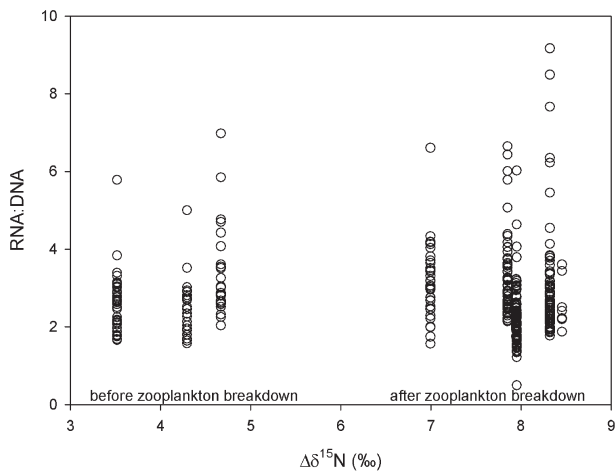 10
8
6
4
2
0
RNA:DNA
before zooplankton breakdown
after zooplankton breakdown
3 4 5 6 7 8 9
Δδ¹⁵N (‰)